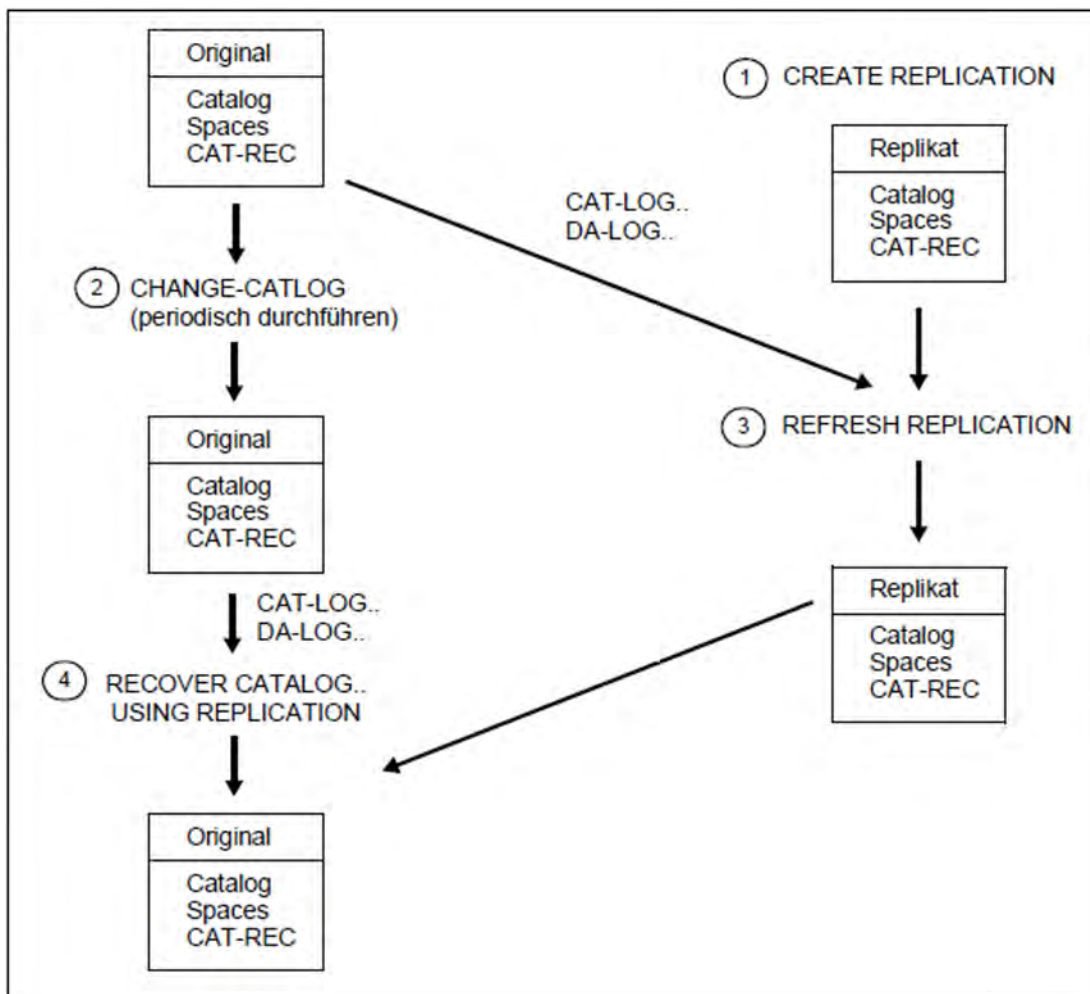 Original
Catalog
Spaces
CAT-REC
1 CREATE REPLICATION
Replikat
Catalog
Spaces
CAT-REC
CAT-LOG..
DA-LOG..
2 CHANGE-CATLOG
(periodisch durchführen)
Original
Catalog
Spaces
CAT-REC
3 REFRESH REPLICATION
CAT-LOG..
DA-LOG..
Replikat
Catalog
Spaces
CAT-REC
4 RECOVER CATALOG..
USING REPLICATION
Original
Catalog
Spaces
CAT-REC